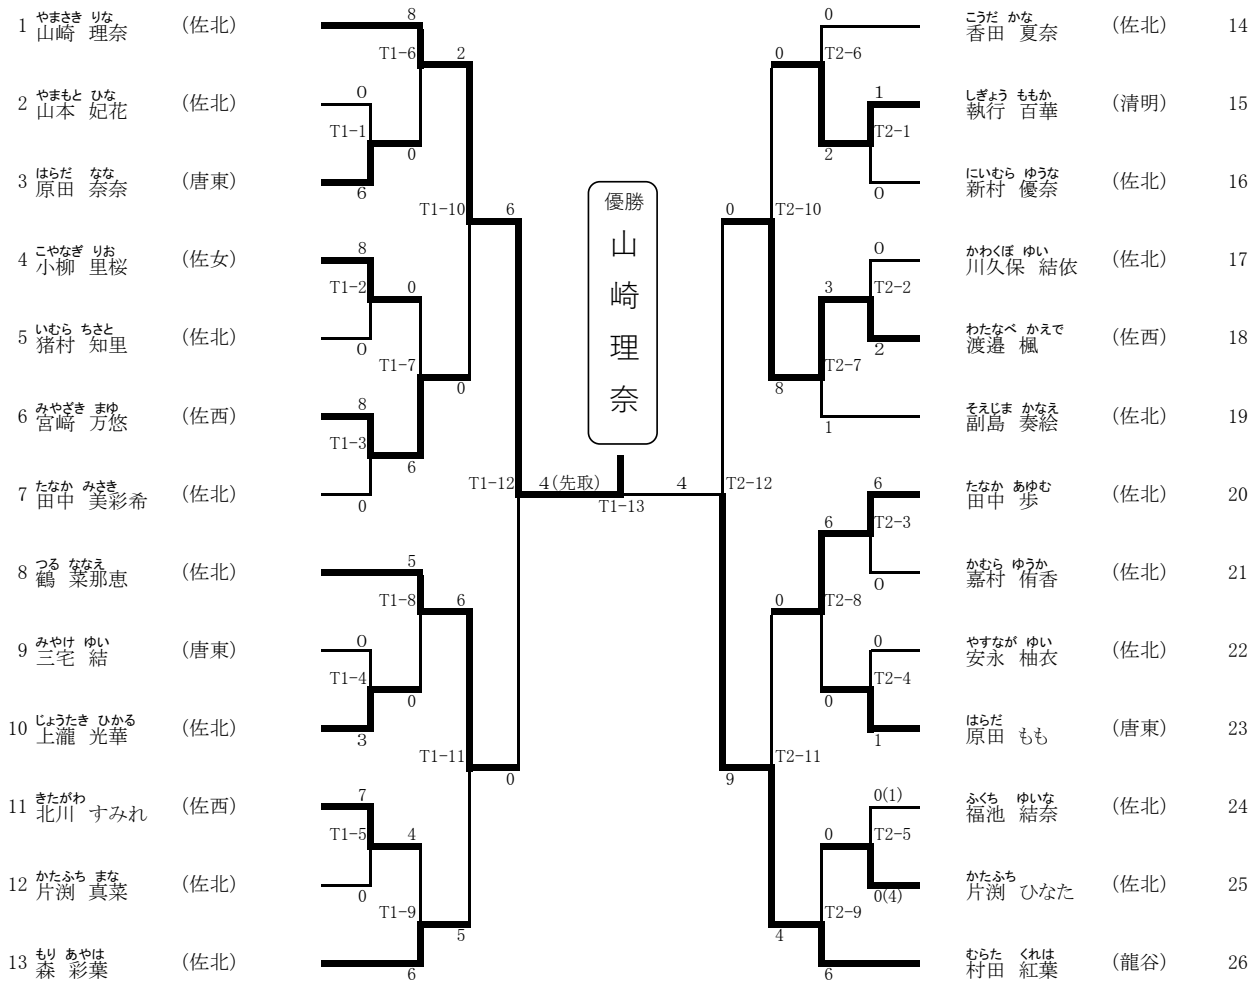 8
0
1 やまさき りな 山崎 理奈 (佐北)
こうだ かな 香田 夏奈 (佐北) 14
T1-6 2
0 T2-6
2 やまもと ひな 山本 妃花 (佐北) 0
1 しぎょう ももか 執行 百華 (清明) 15
T1-1
T2-1
0
2
3 はらだ なな 原田 奈奈 (唐東) 6
0 にいむら ゆうな 新村 優奈 (佐北) 16
T1-10 6
優勝
山崎理奈
0 T2-10
4 こやなぎ りお 小柳 里桜 (佐女) 8
0 かわくぼ ゆい 川久保 結依 (佐北) 17
T1-2 0
3 T2-2
5 いむら ちさと 猪村 知里 (佐北) 0
2 わたなべ かえで 渡邉 楓 (佐西) 18
T1-7
T2-7
0
8
6 みやざき まゆ 宮﨑 万悠 (佐西) 8
1 そえじま かなえ 副島 奏絵 (佐北) 19
T1-3
6
7 たなか みさき 田中 美彩希 (佐北) 0
T1-12 4(先取) T1-13 4 T2-12
6 たなか あゆむ 田中 歩 (佐北) 20
6 T2-3
8 つる ななえ 鶴 菜那恵 (佐北) 5
0 かむら ゆうか 嘉村 侑香 (佐北) 21
T1-8 6
0 T2-8
9 みやけ ゆい 三宅 結 (唐東) 0
0 やすなが ゆい 安永 柚衣 (佐北) 22
T1-4
T2-4
0
0
10 じょうたき ひかる 上瀧 光華 (佐北) 3
1 はらだ 原田 もも (唐東) 23
T1-11 0
9 T2-11
11 きたがわ 北川 すみれ (佐西) 7
0(1) ふくち ゆいな 福池 結奈 (佐北) 24
T1-5 4
0 T2-5
12 かたふち まな 片渕 真菜 (佐北) 0
0(4) かたふち 片渕 ひなた (佐北) 25
T1-9
T2-9
5
4
13 もり あやは 森 彩葉 (佐北) 6
6 むらた くれは 村田 紅葉 (龍谷) 26